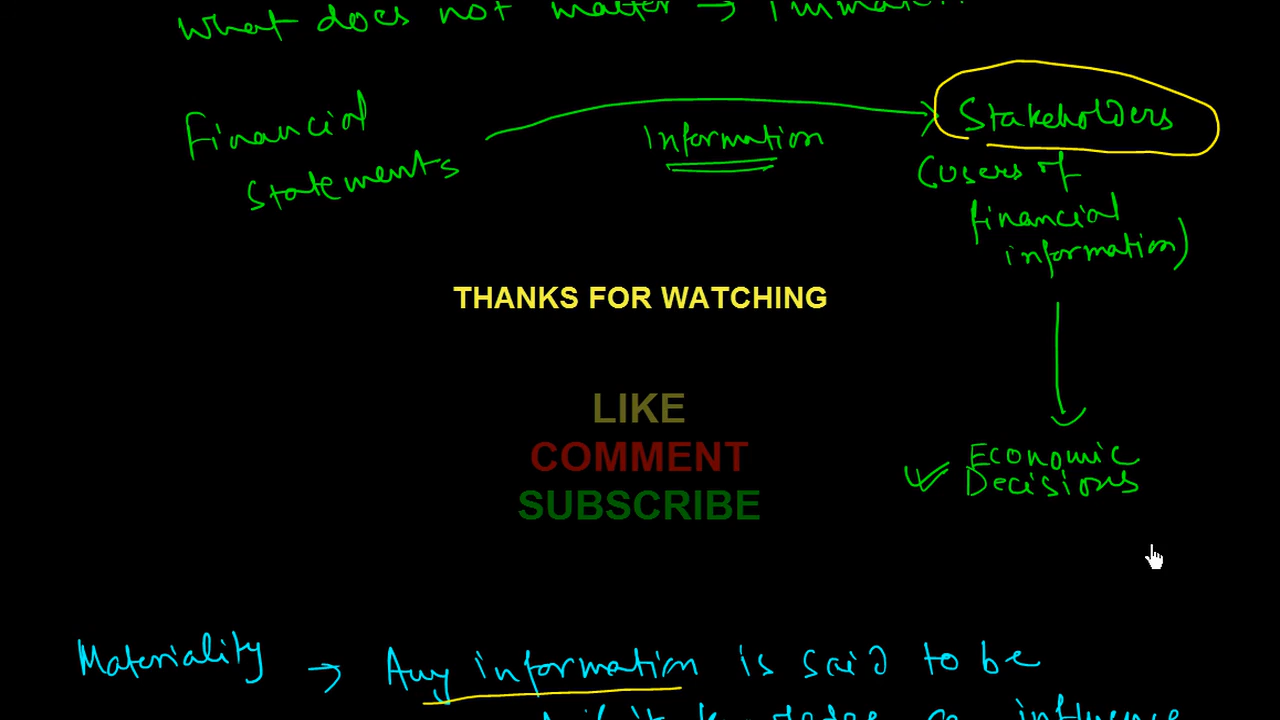 What does not matter →
Financial
Statements
Information
Stakeholders
(users of
financial
information)
THANKS FOR WATCHING
LIKE
COMMENT
SUBSCRIBE
Economic
Decisions
Materiality → Any information is said to be
influence